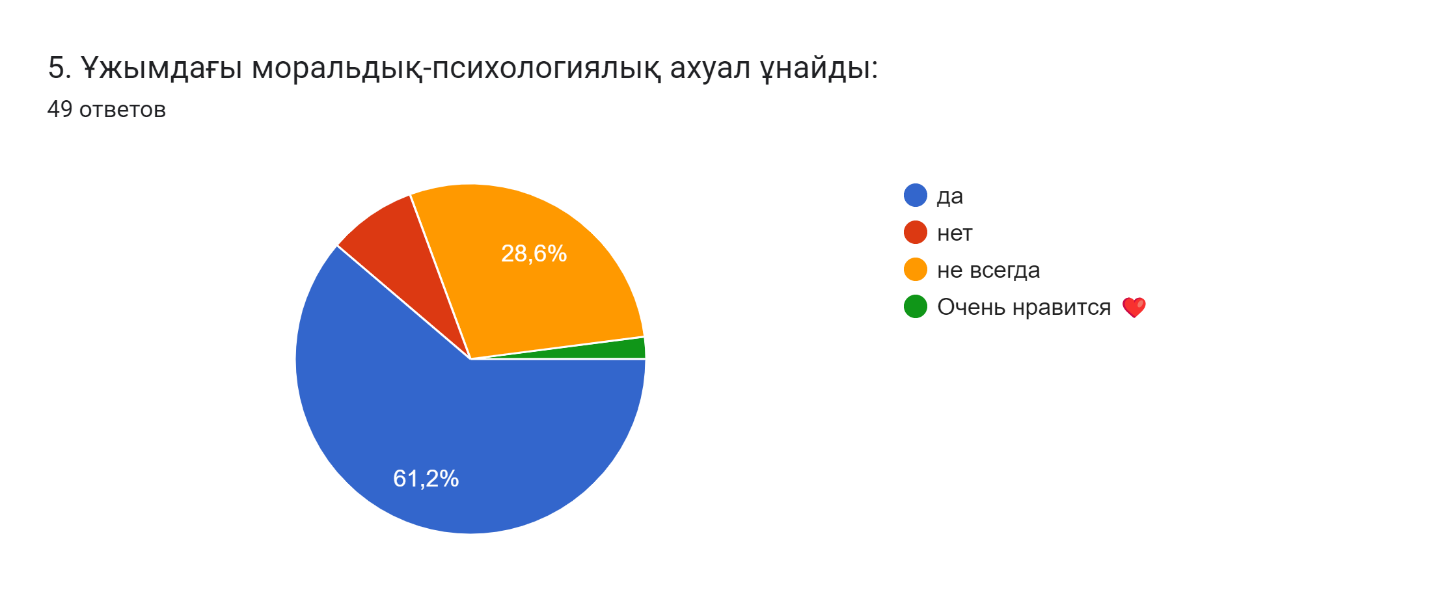 5. Ұжымдағы моральдық-психологиялық ахуал ұнайды:
49 ответов
28,6%
61,2%
да
нет
не всегда
Очень нравится ❤️